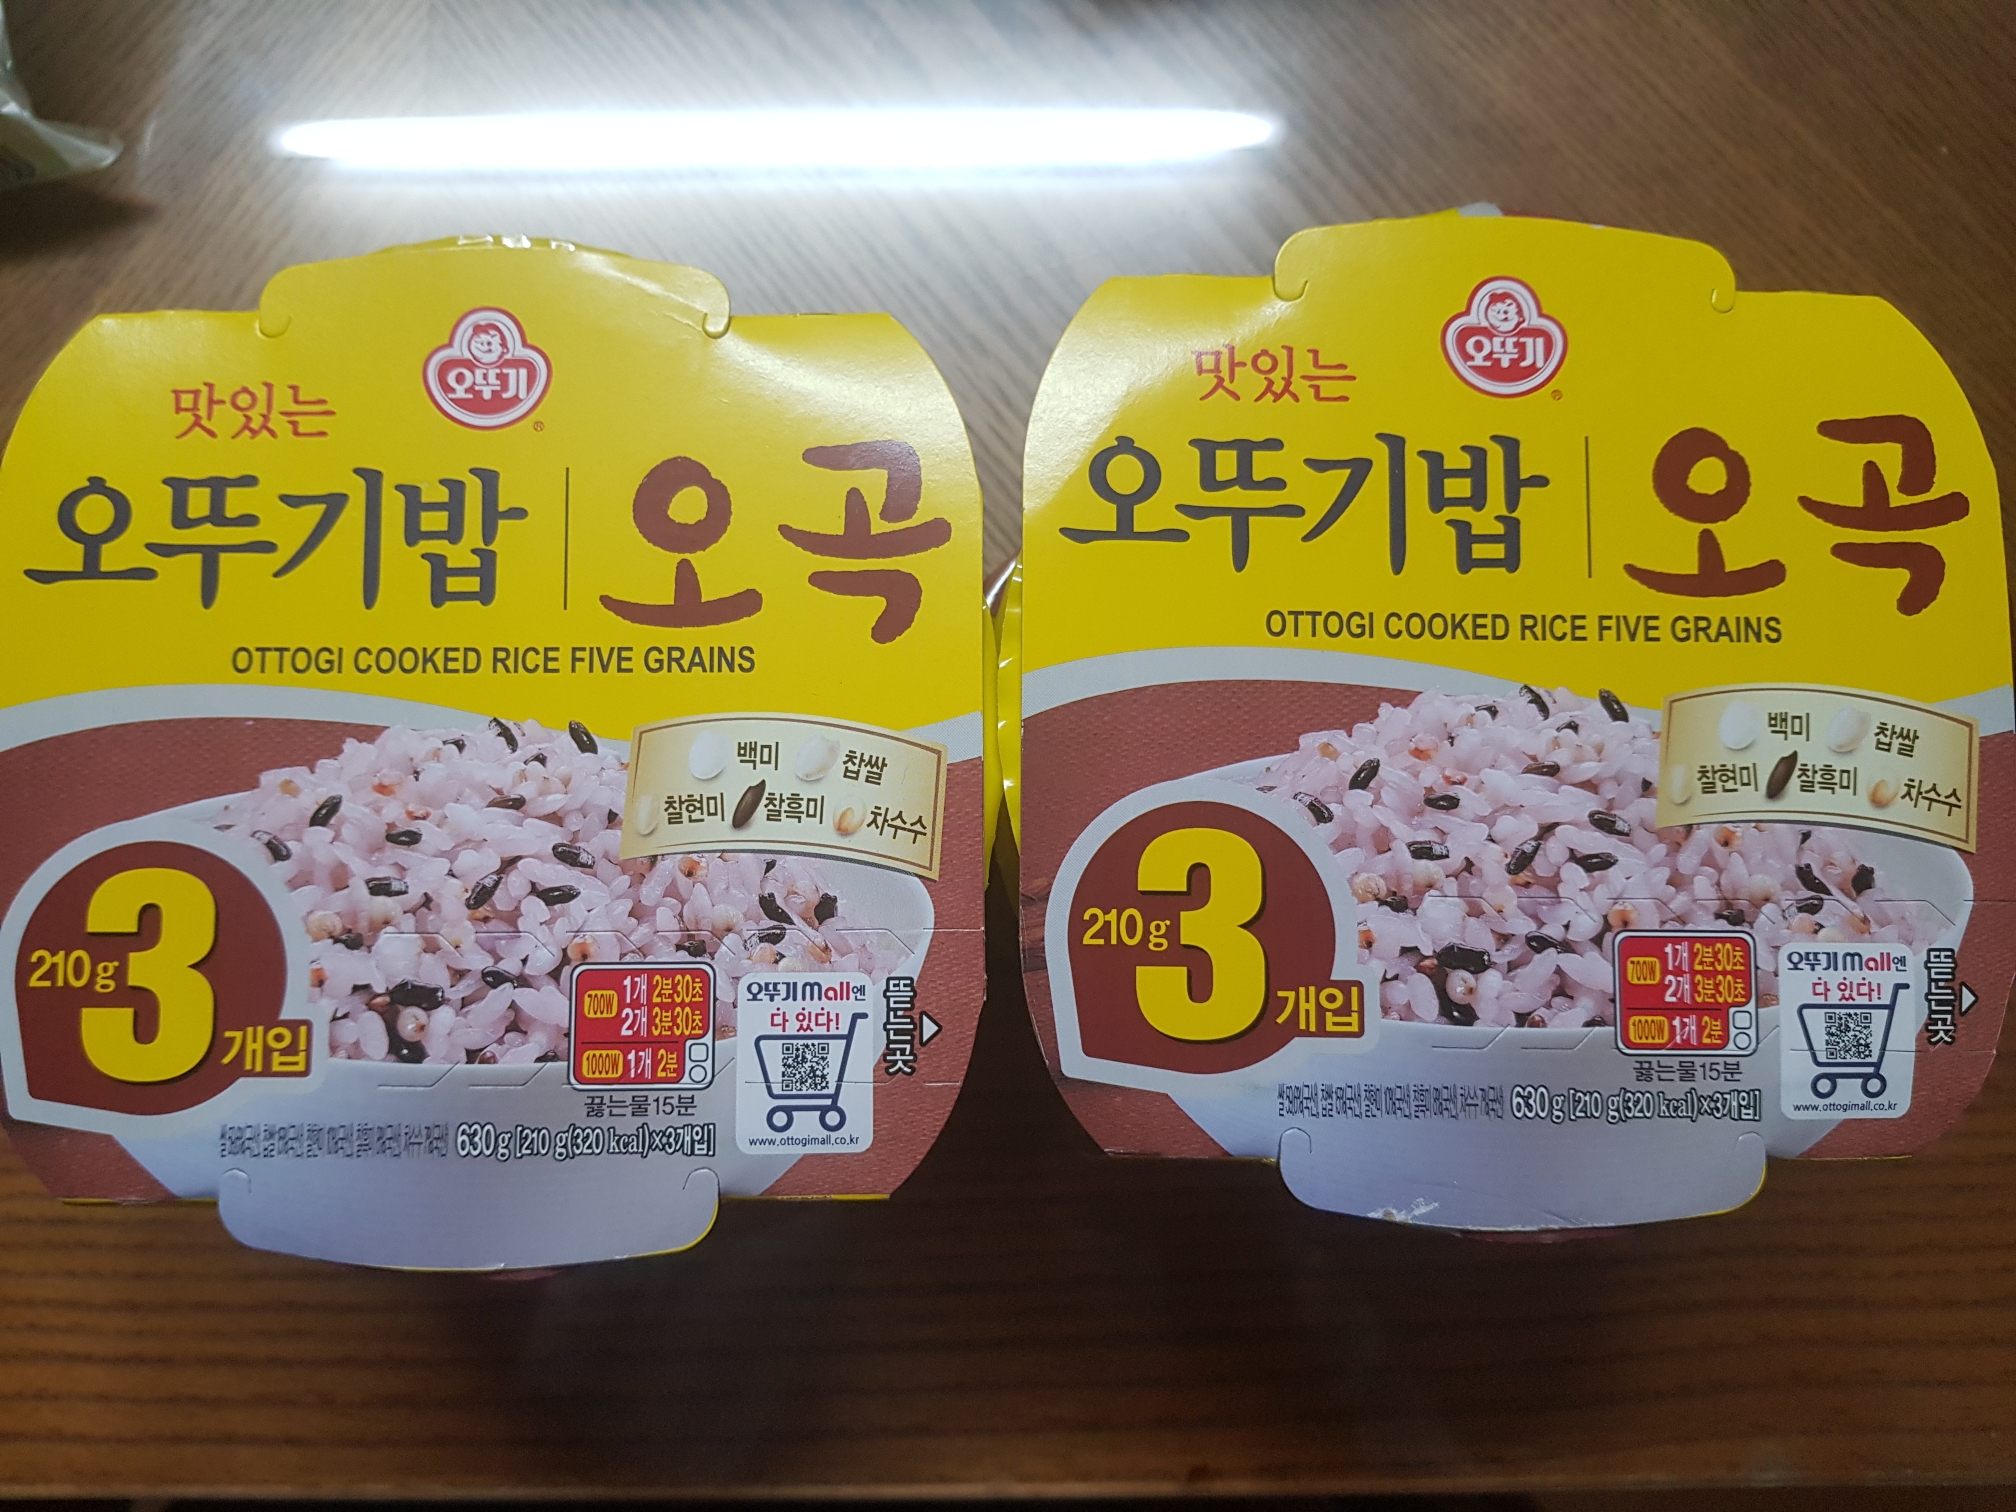 오뚜기
®
맛있는
오뚜기밥 | 오곡
OTTOGI COOKED RICE FIVE GRAINS
백미 찹쌀
찰현미 찰흑미 차수수
210g 3개입
700W 1개 2분30초
2개 3분30초
1000W 1개 2분
끓는물15분
오뚜기mall엔
다 있다!
www.ottogimall.co.kr
뜯는곳
630g [210 g(320 kcal)×3개입]
오뚜기
®
맛있는
오뚜기밥 | 오곡
OTTOGI COOKED RICE FIVE GRAINS
백미 찹쌀
찰현미 찰흑미 차수수
210g 3개입
700W 1개 2분30초
2개 3분30초
1000W 1개 2분
끓는물15분
오뚜기mall엔
다 있다!
www.ottogimall.co.kr
뜯는곳
630g [210 g(320 kcal)×3개입]